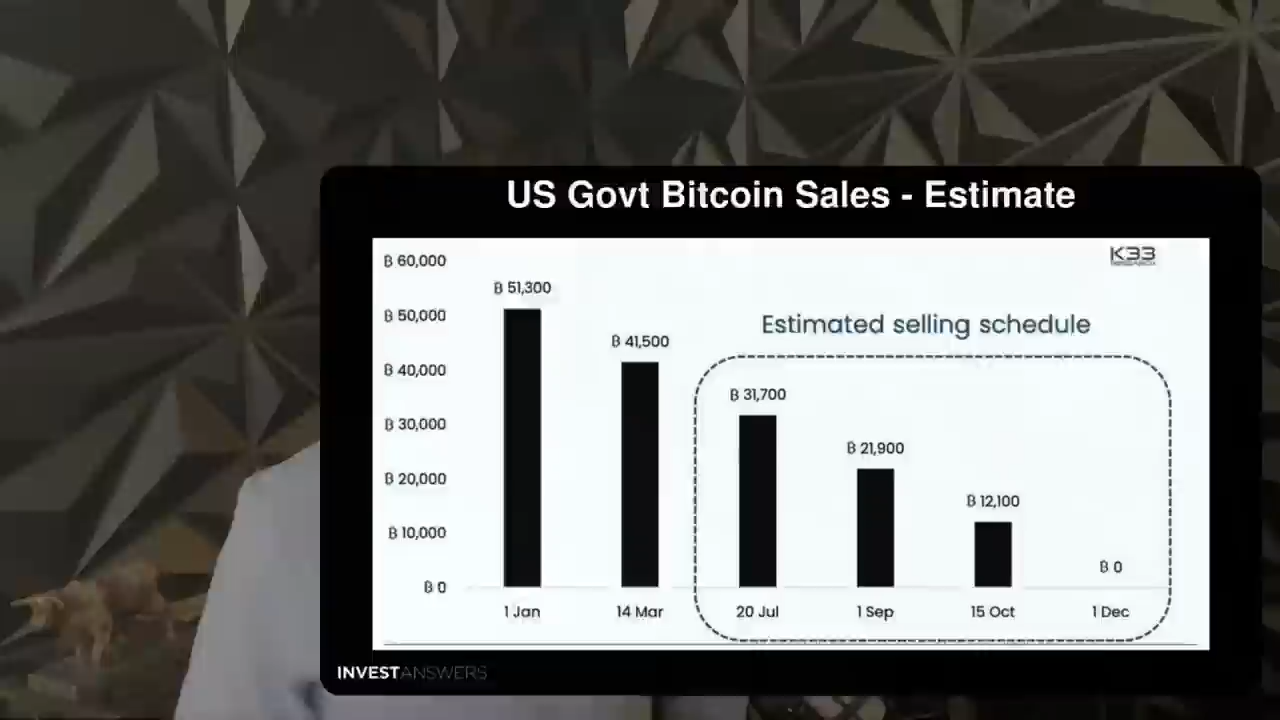 US Govt Bitcoin Sales - Estimate
K33
RESEARCH
Estimated selling schedule
₿ 60,000
₿ 50,000
₿ 40,000
₿ 30,000
₿ 20,000
₿ 10,000
₿ 0
₿ 51,300
₿ 41,500
₿ 31,700
₿ 21,900
₿ 12,100
₿ 0
1 Jan
14 Mar
20 Jul
1 Sep
15 Oct
1 Dec
INVESTANSWERS